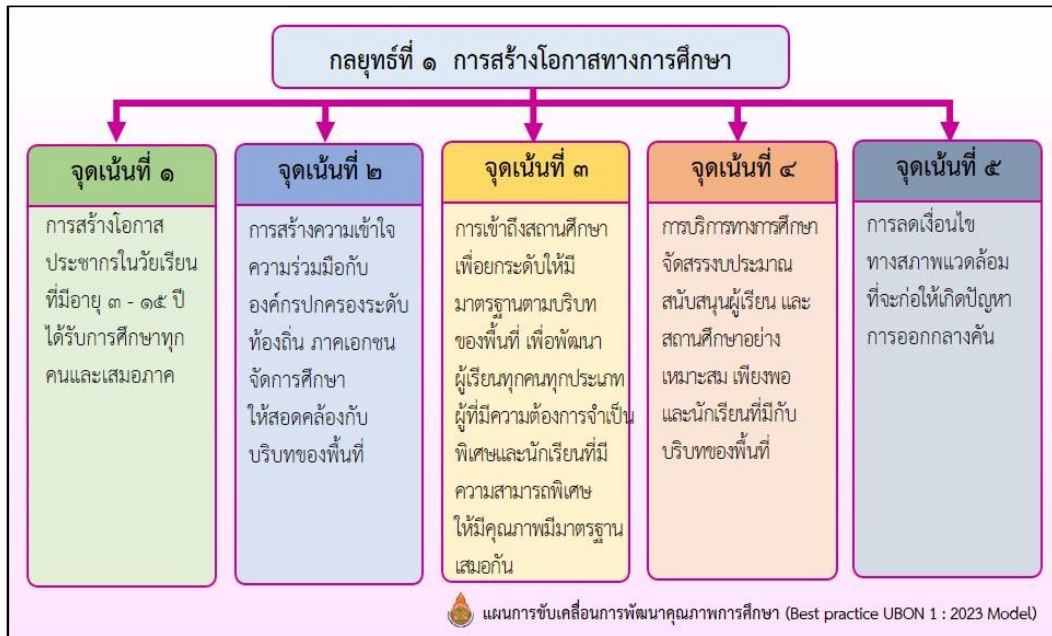 กลยุทธ์ที่ ๑ การสร้างโอกาสทางการศึกษา
จุดเน้นที่ ๑
การสร้างโอกาส
ประชากรในวัยเรียน
ที่มีอายุ ๓ - ๑๕ ปี
ได้รับการศึกษาทุก
คนและเสมอภาค
จุดเน้นที่ ๒
การสร้างความเข้าใจ
ความร่วมมือกับ
องค์กรปกครองระดับ
ท้องถิ่น ภาคเอกชน
จัดการศึกษา
ให้สอดคล้องกับ
บริบทของพื้นที่
จุดเน้นที่ ๓
การเข้าถึงสถานศึกษา
เพื่อยกระดับให้มี
มาตรฐานตามบริบท
ของพื้นที่ เพื่อพัฒนา
ผู้เรียนทุกคนทุกประเภท
ผู้ที่มีความต้องการจำเป็น
พิเศษและนักเรียนที่มี
ความสามารถพิเศษ
ให้มีคุณภาพมีมาตรฐาน
เสมอกัน
จุดเน้นที่ ๔
การบริการทางการศึกษา
จัดสรรงบประมาณ
สนับสนุนผู้เรียน และ
สถานศึกษาอย่าง
เหมาะสม เพียงพอ
และนักเรียนที่มีกับ
บริบทของพื้นที่
จุดเน้นที่ ๕
การลดเงื่อนไข
ทางสภาพแวดล้อม
ที่จะก่อให้เกิดปัญหา
การออกกลางคัน
แผนการขับเคลื่อนการพัฒนาคุณภาพการศึกษา (Best practice UBON 1 : 2023 Model)